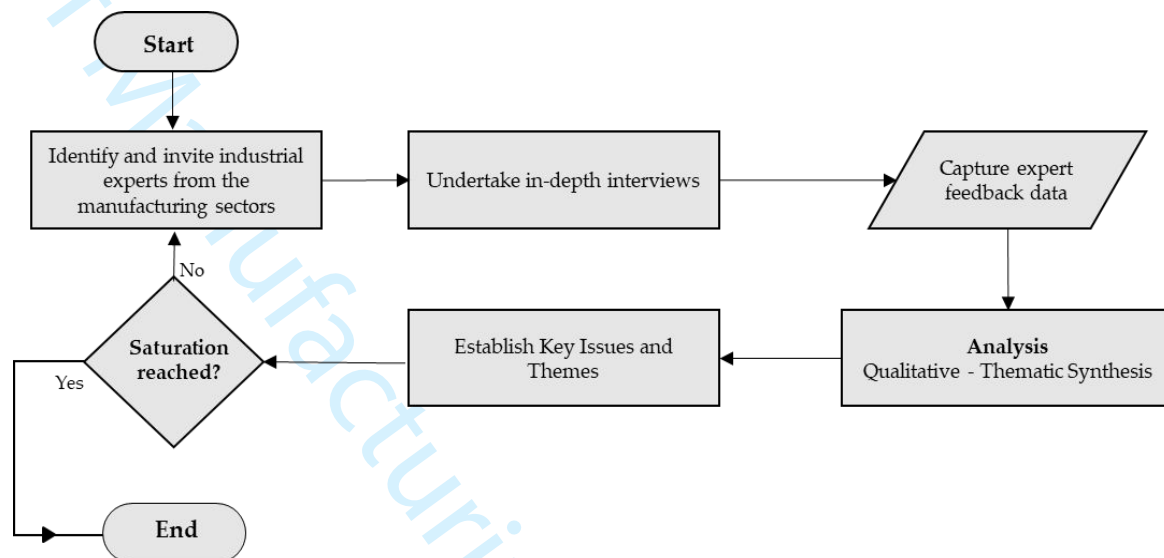 Start
Identify and invite industrial
experts from the
manufacturing sectors
Undertake in-depth interviews
Capture expert
feedback data
Analysis
Qualitative - Thematic Synthesis
Establish Key Issues and
Themes
Saturation
reached?
No
Yes
End
Manufacturi